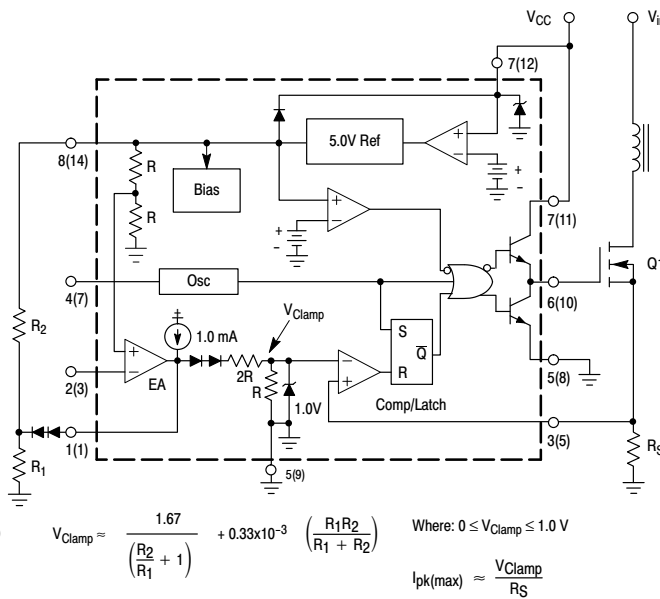 VCC
Vi
7(12)
5.0V Ref
+
−
+
−
8(14)
R
Bias
R
+
−
+
−
7(11)
Q1
4(7)
Osc
6(10)
VClamp
R2
1.0 mA
S
Q
R
+
−
EA
2R
R
1.0V
−
+
Comp/Latch
2(3)
5(8)
1(1)
3(5)
R1
5(9)
RS
VClamp ≈ 1.67 / (R2/R1 + 1) + 0.33x10−3 (R1R2 / R1 + R2)
Where: 0 ≤ VClamp ≤ 1.0 V
Ipk(max) ≈ VClamp / RS